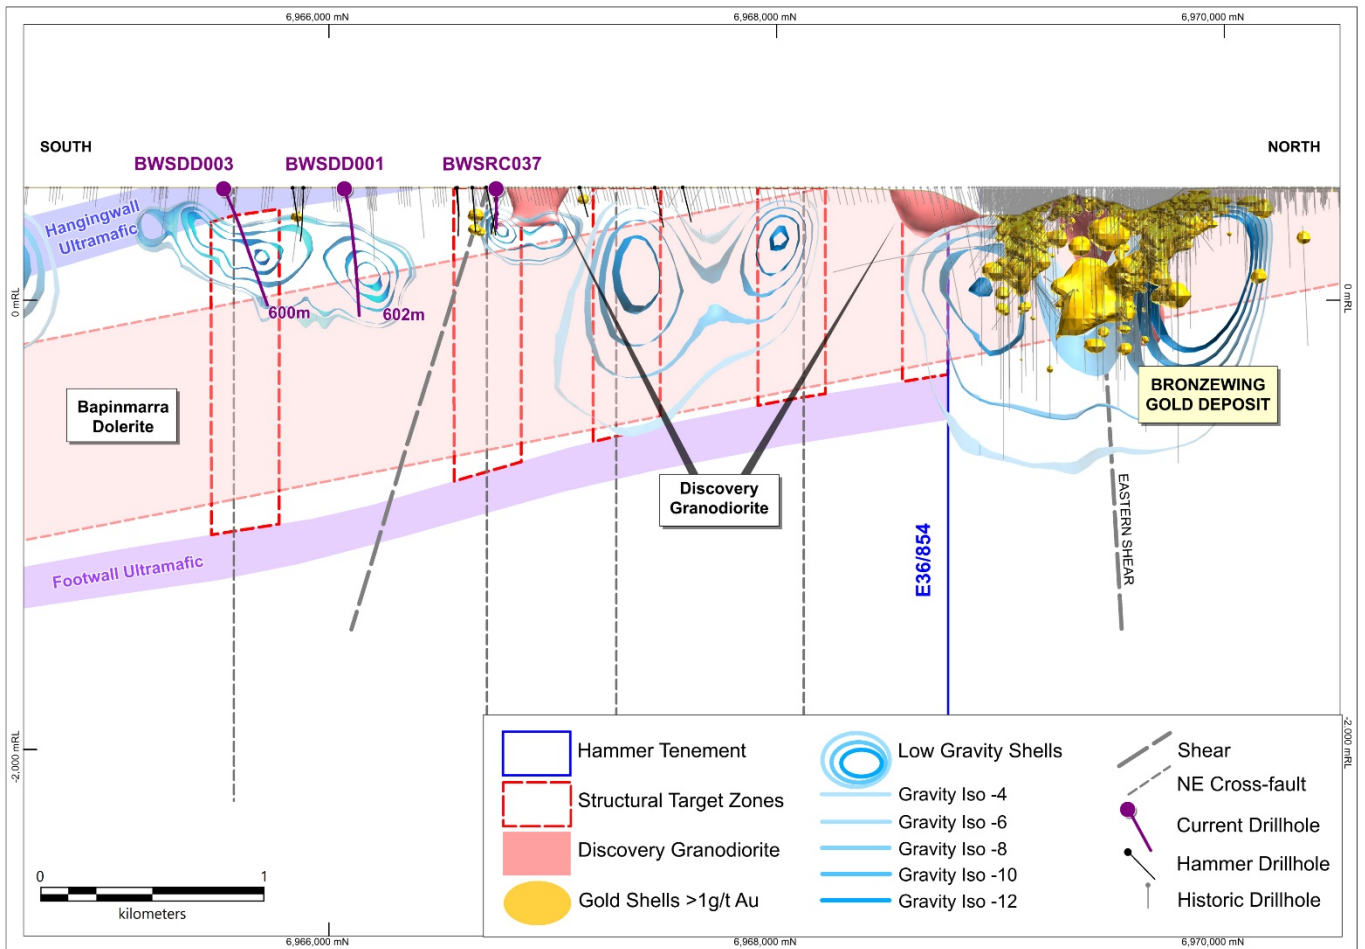 6,966,000 mN
6,968,000 mN
6,970,000 mN
SOUTH
NORTH
BWSDD003
BWSDD001
BWSRC037
Hangingwall
Ultramafic
0 mRL
0 mRL
600m
602m
Bapinmarra
Dolerite
BRONZEWING
GOLD DEPOSIT
Discovery
Granodiorite
EASTERN SHEAR
E36/854
Footwall Ultramafic
-2,000 mRL
-2,000 mRL
Hammer Tenement
Structural Target Zones
Discovery Granodiorite
Gold Shells >1g/t Au
Low Gravity Shells
Gravity Iso -4
Gravity Iso -6
Gravity Iso -8
Gravity Iso -10
Gravity Iso -12
Shear
NE Cross-fault
Current Drillhole
Hammer Drillhole
Historic Drillhole
0
1
kilometers
6,966,000 mN
6,968,000 mN
6,970,000 mN